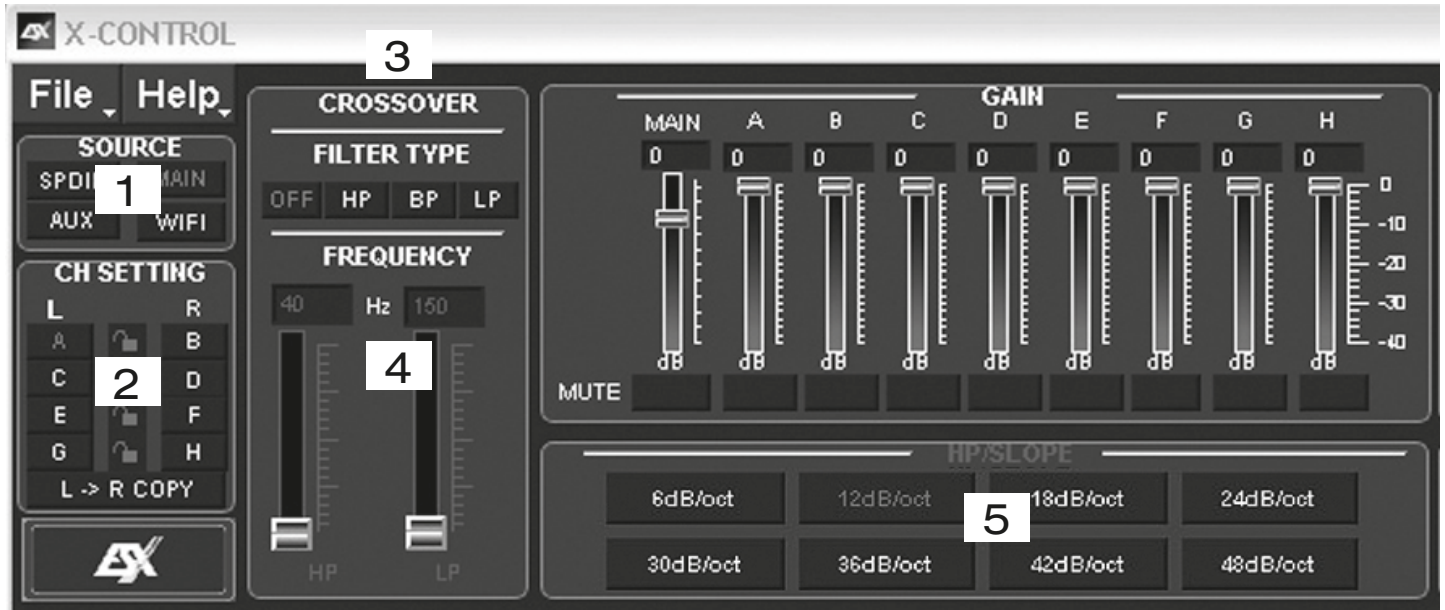 ESX X-CONTROL
File Help
SOURCE
1
AUX WIFI
CH SETTING
L R
A B
C D
2
E F
G H
L -> R COPY
ESX
3
CROSSOVER
FILTER TYPE
OFF HP BP LP
FREQUENCY
40 Hz 150
4
HP LP
GAIN
MAIN A B C D E F G H
0 0 0 0 0 0 0 0 0
0
-10
-20
-30
-40
dB dB dB dB dB dB dB dB dB
MUTE
HP/SLOPE
6dB/oct 12dB/oct 18dB/oct 24dB/oct
5
30dB/oct 36dB/oct 42dB/oct 48dB/oct